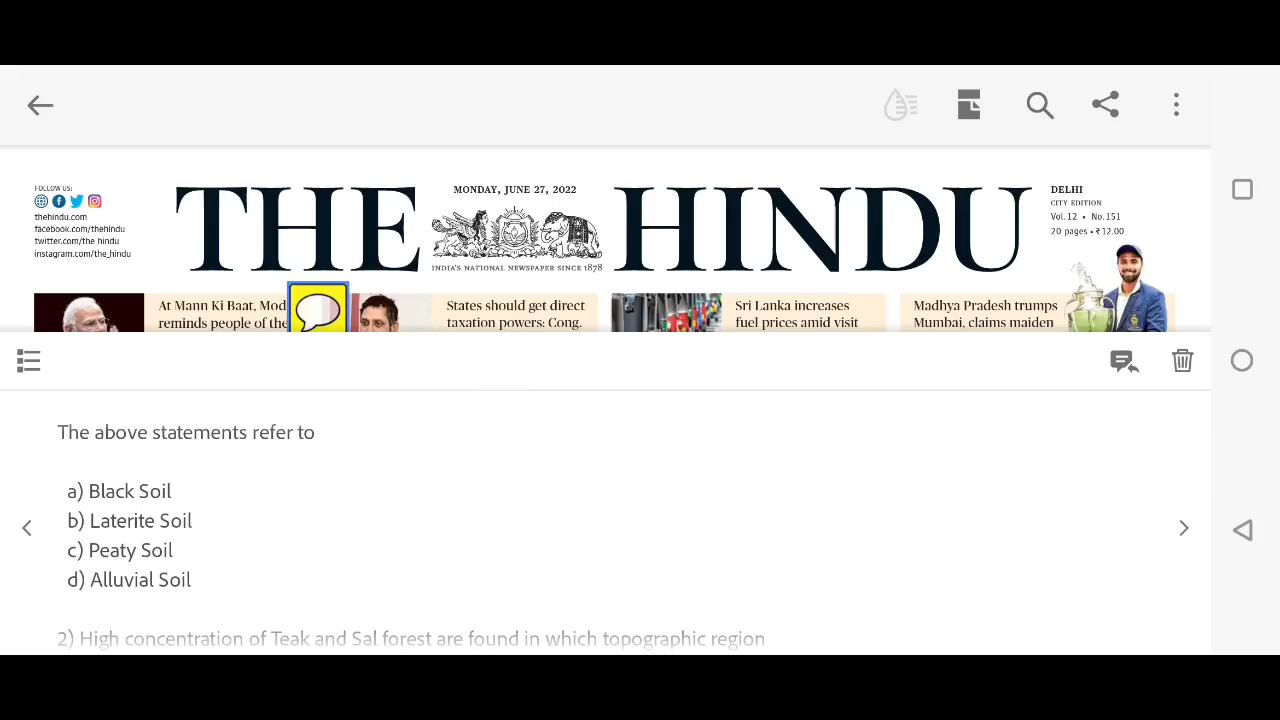 FOLLOW US:
thehindu.com
facebook.com/thehindu
twitter.com/the hindu
instagram.com/the_hindu
THE HINDU
MONDAY, JUNE 27, 2022
INDIA'S NATIONAL NEWSPAPER SINCE 1878
DELHI
CITY EDITION
Vol. 12 • No. 151
20 pages • ₹12.00
At Mann Ki Baat, Mod
reminds people of the
States should get direct
taxation powers: Cong.
Sri Lanka increases
fuel prices amid visit
Madhya Pradesh trumps
Mumbai, claims maiden
The above statements refer to
a) Black Soil
b) Laterite Soil
c) Peaty Soil
d) Alluvial Soil
2) High concentration of Teak and Sal forest are found in which topographic region